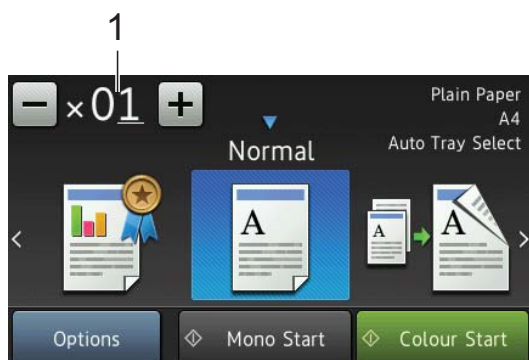 1
×01
Plain Paper
A4
Auto Tray Select
Normal
A
A
A
Options
Mono Start
Colour Start